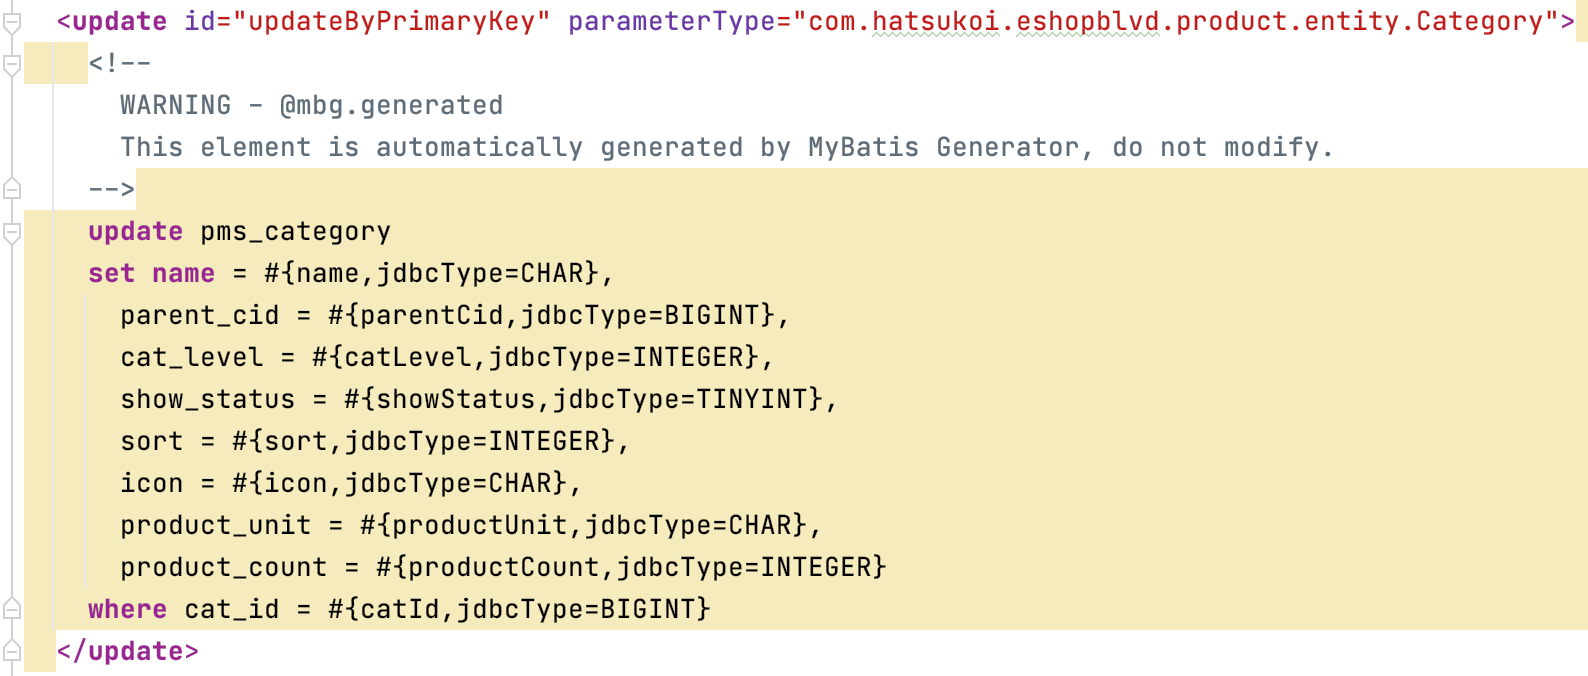 <update id="updateByPrimaryKey" parameterType="com.hatsukoi.eshopblvd.product.entity.Category">
<!--
WARNING - @mbg.generated
This element is automatically generated by MyBatis Generator, do not modify.
-->
update pms_category
set name = #{name,jdbcType=CHAR},
parent_cid = #{parentCid,jdbcType=BIGINT},
cat_level = #{catLevel,jdbcType=INTEGER},
show_status = #{showStatus,jdbcType=TINYINT},
sort = #{sort,jdbcType=INTEGER},
icon = #{icon,jdbcType=CHAR},
product_unit = #{productUnit,jdbcType=CHAR},
product_count = #{productCount,jdbcType=INTEGER}
where cat_id = #{catId,jdbcType=BIGINT}
</update>